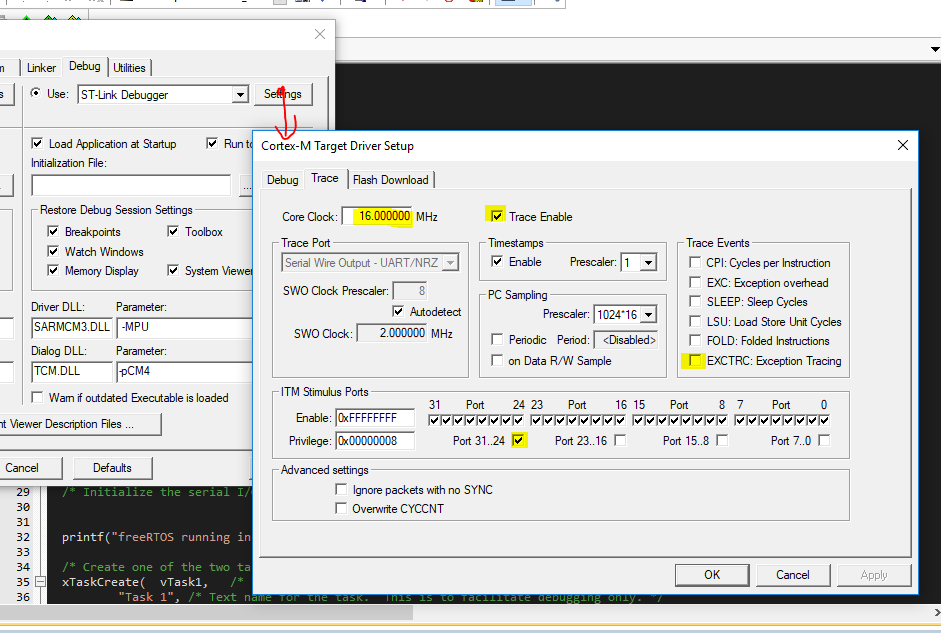 m Linker Debug Utilities
s Use: ST-Link Debugger Settings
Load Application at Startup Run to
Initialization File:
...
Restore Debug Session Settings
Breakpoints Toolbox
Watch Windows
Memory Display System Viewer
Driver DLL: Parameter:
SARMCM3.DLL -MPU
Dialog DLL: Parameter:
TCM.DLL -pCM4
Warn if outdated Executable is loaded
nt Viewer Description Files ...
Cancel Defaults
Cortex-M Target Driver Setup
Debug Trace Flash Download
Core Clock: 16.000000 MHz Trace Enable
Trace Port
Serial Wire Output - UART/NRZ
SWO Clock Prescaler: 8
Autodetect
SWO Clock: 2.000000 MHz
Timestamps
Enable Prescaler: 1
PC Sampling
Prescaler: 1024*16
Periodic Period: <Disabled>
on Data R/W Sample
Trace Events
CPI: Cycles per Instruction
EXC: Exception overhead
SLEEP: Sleep Cycles
LSU: Load Store Unit Cycles
FOLD: Folded Instructions
EXCTRC: Exception Tracing
ITM Stimulus Ports
31 Port 24 23 Port 16 15 Port 8 7 Port 0
Enable: 0xFFFFFFFF
Privilege: 0x00000008 Port 31..24 Port 23..16 Port 15..8 Port 7..0
Advanced settings
Ignore packets with no SYNC
Overwrite CYCCNT
OK Cancel Apply
29 /* Initialize the serial I/
30
31
32 printf("freeRTOS running in
33
34 /* Create one of the two ta
35 xTaskCreate( vTask1, /*
36 "Task 1", /* Text name for the task. This is to facilitate debugging only. */